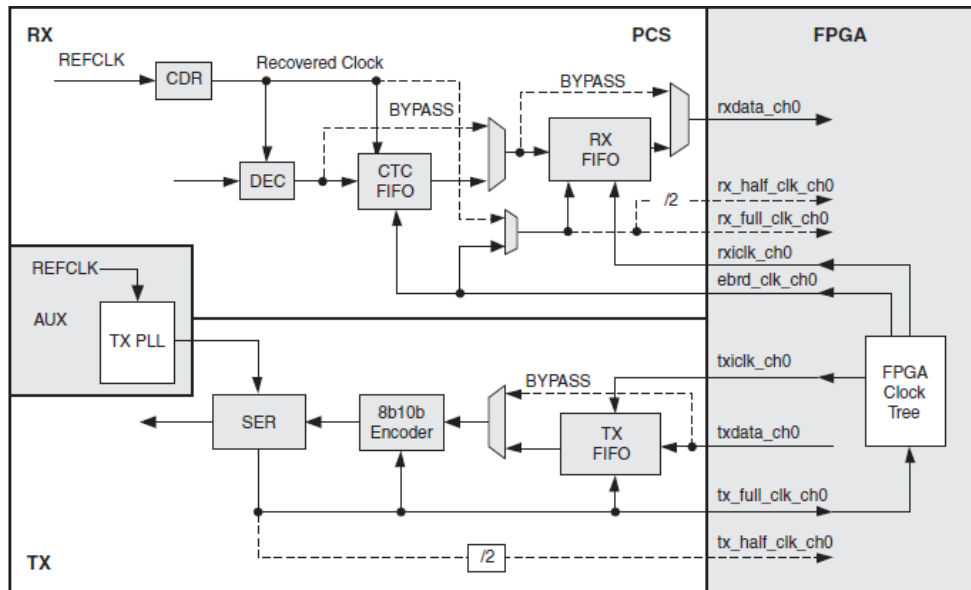 RX
PCS
FPGA
REFCLK
CDR
Recovered Clock
BYPASS
BYPASS
rxdata_ch0
DEC
CTC
FIFO
RX
FIFO
/2
rx_half_clk_ch0
rx_full_clk_ch0
rxiclk_ch0
ebrd_clk_ch0
REFCLK
AUX
TX PLL
txiclk_ch0
FPGA
Clock
Tree
BYPASS
SER
8b10b
Encoder
TX
FIFO
txdata_ch0
tx_full_clk_ch0
tx_half_clk_ch0
/2
TX